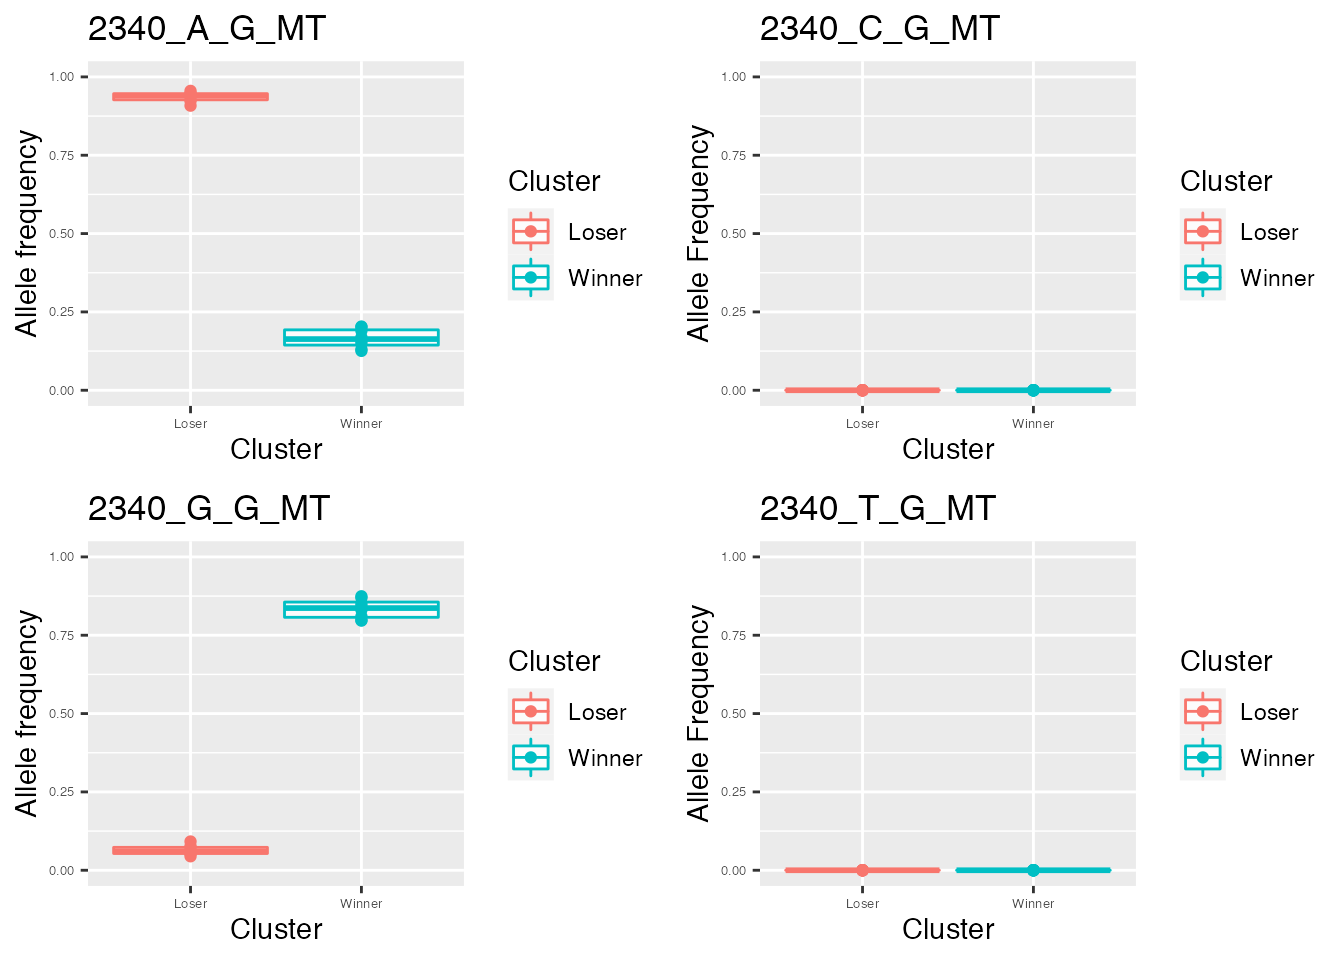 2340_A_G_MT
Allele frequency
1.00
0.75
0.50
0.25
0.00
Loser Winner
Cluster
Cluster
Loser
Winner
2340_C_G_MT
Allele Frequency
1.00
0.75
0.50
0.25
0.00
Loser Winner
Cluster
Cluster
Loser
Winner
2340_G_G_MT
Allele frequency
1.00
0.75
0.50
0.25
0.00
Loser Winner
Cluster
Cluster
Loser
Winner
2340_T_G_MT
Allele Frequency
1.00
0.75
0.50
0.25
0.00
Loser Winner
Cluster
Cluster
Loser
Winner